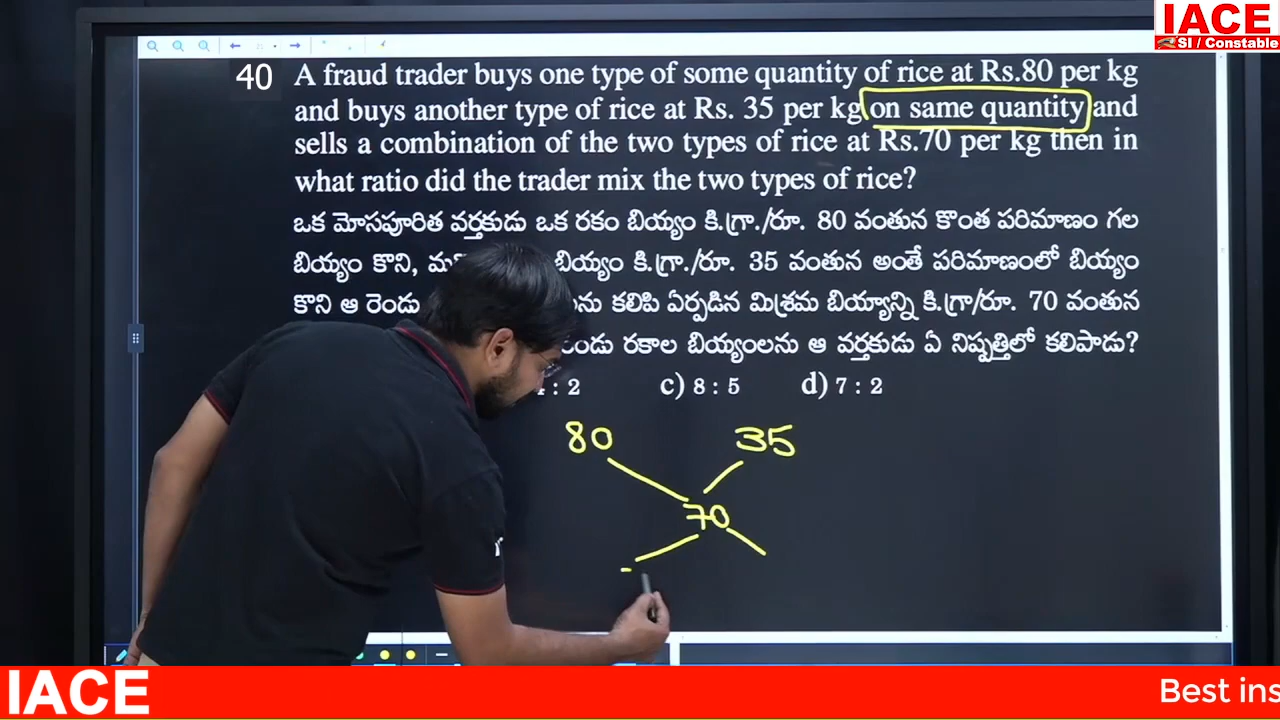 IACE
SI / Constable
40 A fraud trader buys one type of some quantity of rice at Rs.80 per kg
and buys another type of rice at Rs. 35 per kg on same quantity and
sells a combination of the two types of rice at Rs.70 per kg then in
what ratio did the trader mix the two types of rice?
ఒక మోసపూరిత వర్తకుడు ఒక రకం బియ్యం కి.గ్రా./రూ. 80 వంతున కొంత పరిమాణం గల
బియ్యం కొని, బియ్యం కి.గ్రా./రూ. 35 వంతున అంతే పరిమాణంలో బియ్యం
కొని ఆ రెండు కలిపి ఏర్పడిన మిశ్రమ బియ్యాన్ని కి.గ్రా/రూ. 70 వంతున
రకాల బియ్యంలను ఆ వర్తకుడు ఏ నిష్పత్తిలో కలిపాడు?
: 2 c) 8 : 5 d) 7 : 2
80 35
70
IACE
Best ins